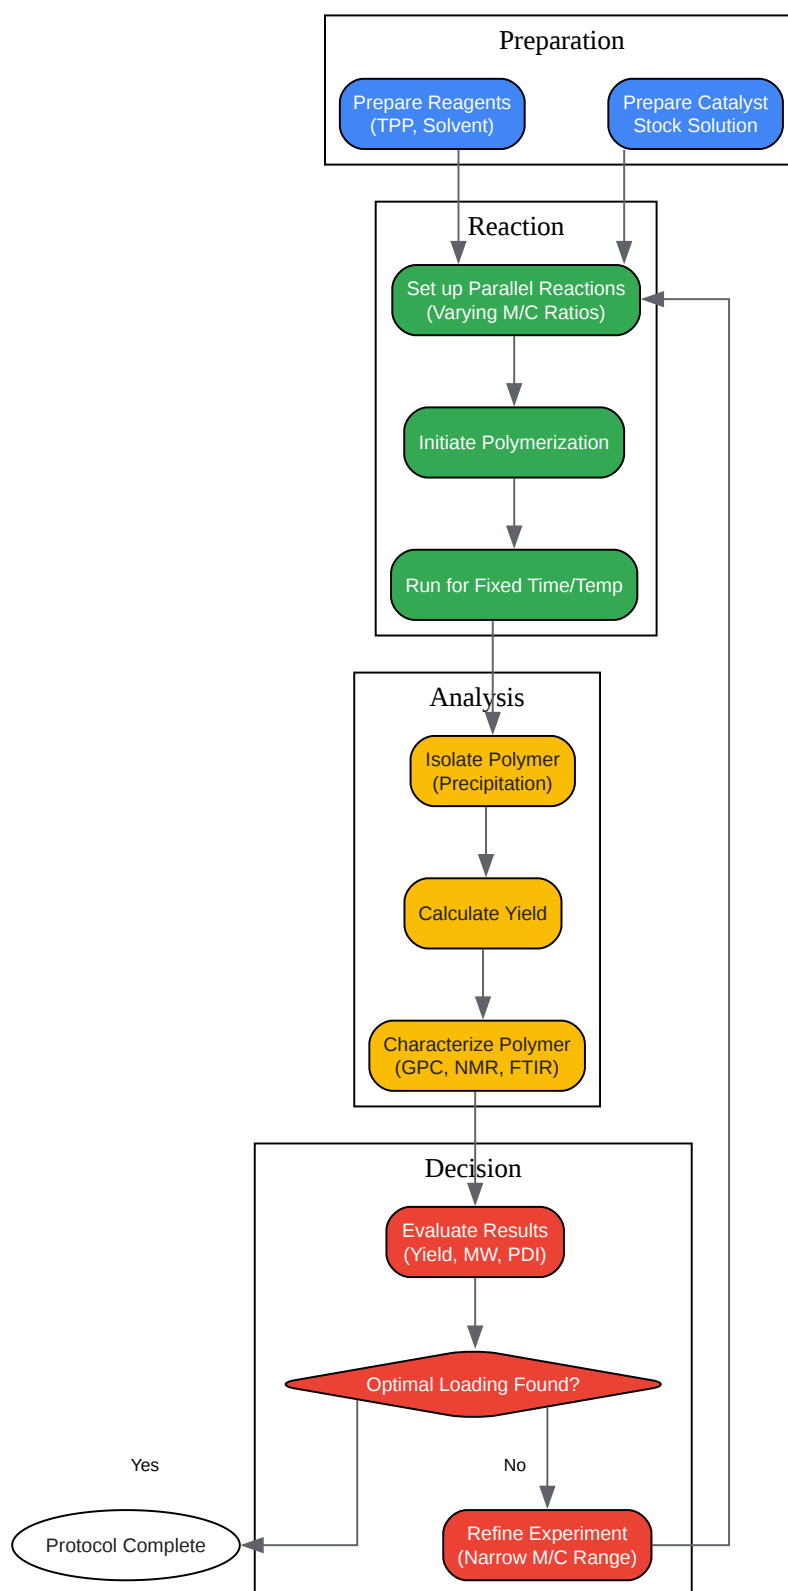 Preparation
Prepare Reagents
(TPP, Solvent)
Prepare Catalyst
Stock Solution
Reaction
Set up Parallel Reactions
(Varying M/C Ratios)
Initiate Polymerization
Run for Fixed Time/Temp
Analysis
Isolate Polymer
(Precipitation)
Calculate Yield
Characterize Polymer
(GPC, NMR, FTIR)
Decision
Evaluate Results
(Yield, MW, PDI)
Optimal Loading Found?
Yes
No
Protocol Complete
Refine Experiment
(Narrow M/C Range)